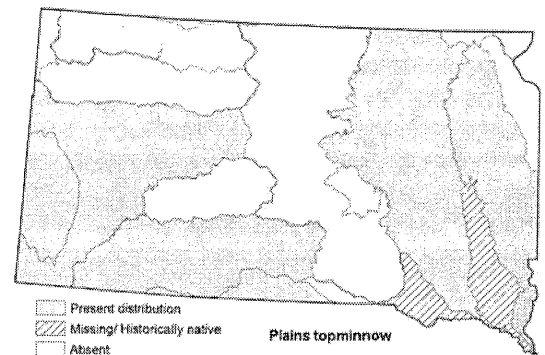 Present distribution
Missing/ Historically native
Absent
Plains topminnow